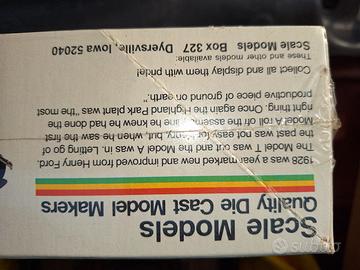 Scale Models
Quality Die Cast Model Makers
1928 was a year marked new and improved from Henry Ford.
The Model T was out and the Model A was in. Letting go of
the past was not easy for Henry, but, when he saw the first
Model A roll off the assembly line he knew he had done the
right thing. Once again the Highland Park plant was "the most
productive piece of ground on earth."
Collect all and display them with pride!
These and other models available:
Scale Models Box 327 Dyersville, Iowa 52040
subito